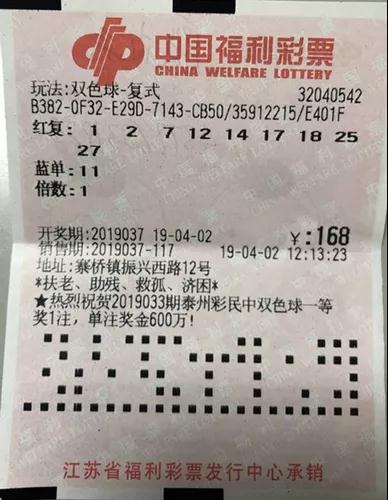 中国福利彩票
CHINA WELFARE LOTTERY
玩法:双色球-复式 32040542
B382-0F32-E29D-7143-CB50/35912215/E401F
红复: 1 2 7 12 14 17 18 25
27
蓝单:11
倍数:1
开奖期:2019037 19-04-02 ¥:168
销售期:2019037-117 19-04-02 12:13:23
地址:寨桥镇振兴西路12号
*扶老、助残、救孤、济困*
★热烈祝贺2019033期泰州彩民中双色球一等
奖1注,单注奖金600万!
江苏省福利彩票发行中心承销